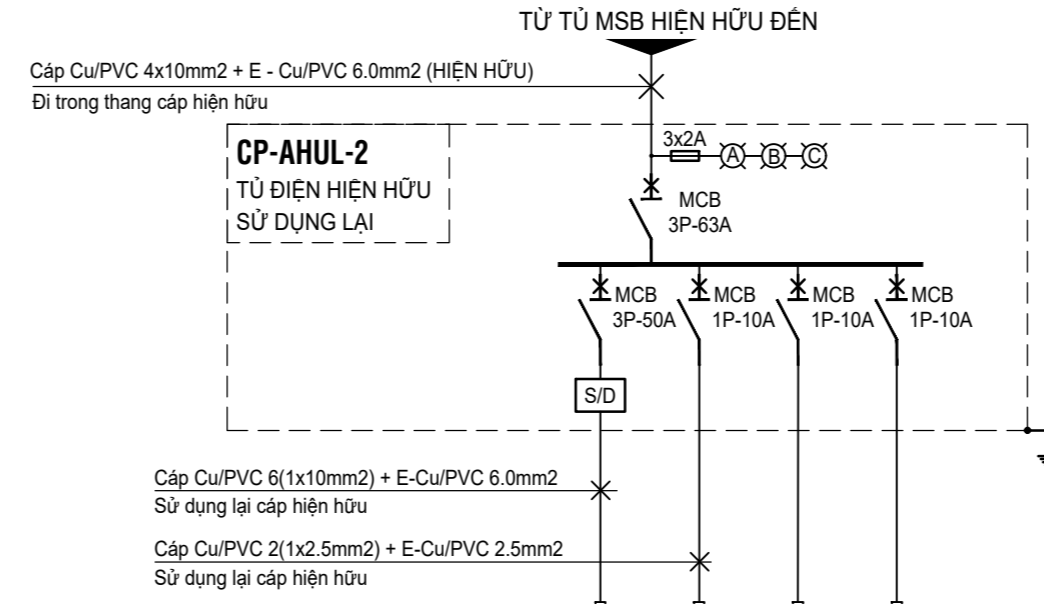 TỪ TỦ MSB HIỆN HỮU ĐẾN
Cáp Cu/PVC 4x10mm2 + E - Cu/PVC 6.0mm2 (HIỆN HỮU)
Đi trong thang cáp hiện hữu
CP-AHUL-2
TỦ ĐIỆN HIỆN HỮU
SỬ DỤNG LẠI
3x2A
A B C
MCB
3P-63A
MCB
3P-50A
MCB
1P-10A
MCB
1P-10A
MCB
1P-10A
S/D
Cáp Cu/PVC 6(1x10mm2) + E-Cu/PVC 6.0mm2
Sử dụng lại cáp hiện hữu
Cáp Cu/PVC 2(1x2.5mm2) + E-Cu/PVC 2.5mm2
Sử dụng lại cáp hiện hữu